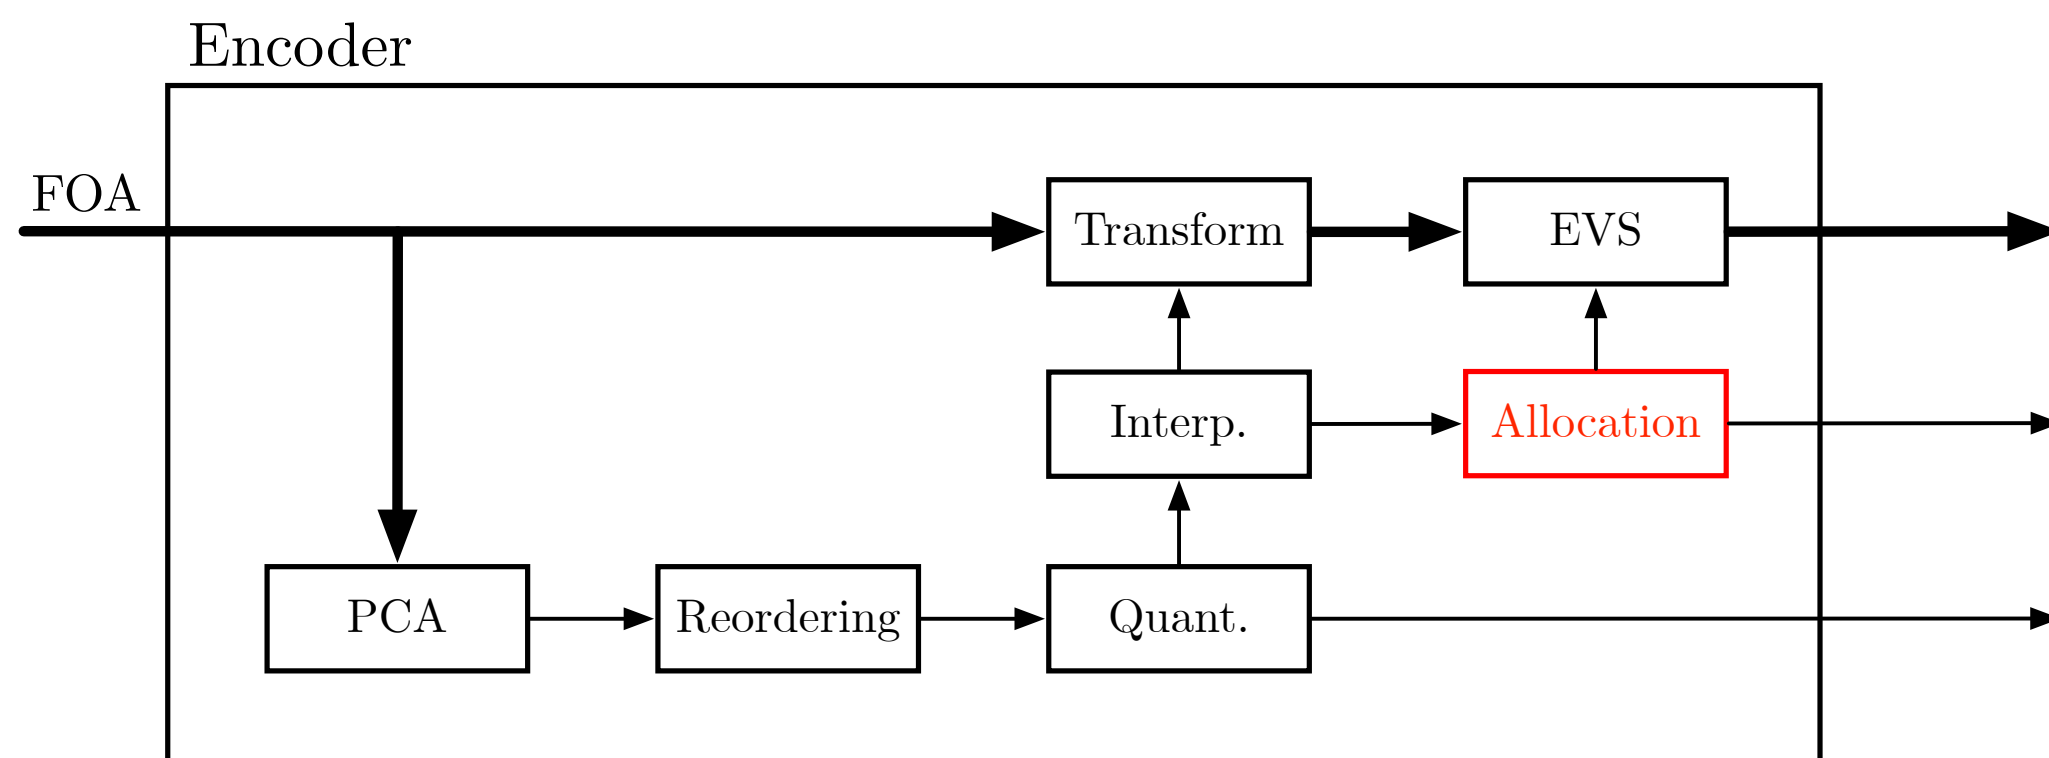 Encoder
FOA
Transform
EVS
Interp.
Allocation
PCA
Reordering
Quant.